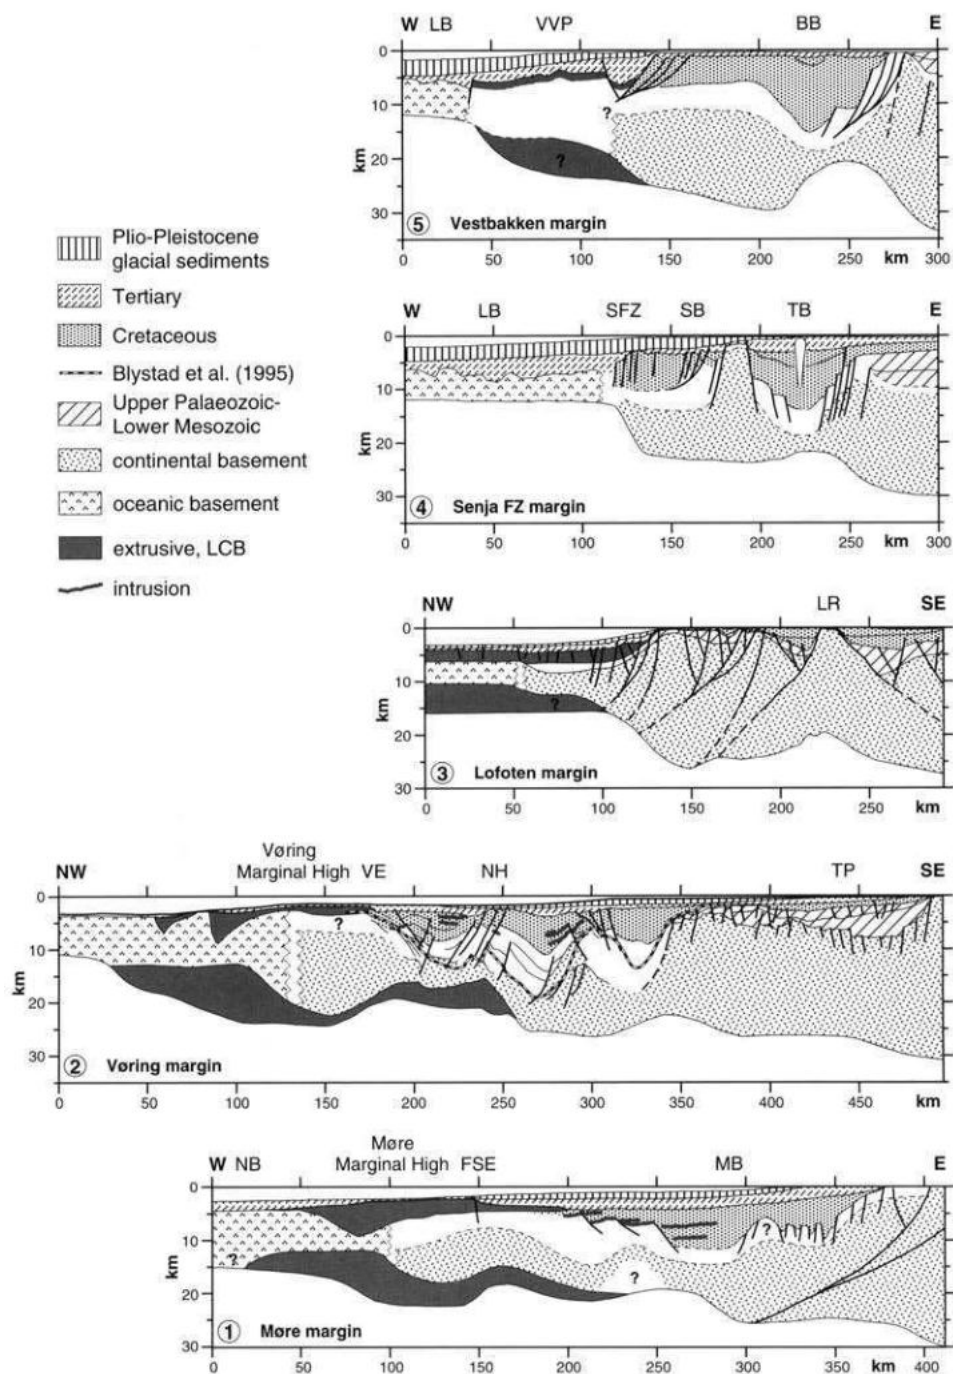 W LB VVP BB E
0
10
20
30
km
?
?
5 Vestbakken margin
0 50 100 150 200 250 km 300
Plio-Pleistocene
glacial sediments
Tertiary
Cretaceous
Blystad et al. (1995)
Upper Palaeozoic-
Lower Mesozoic
continental basement
oceanic basement
extrusive, LCB
intrusion
W LB SFZ SB TB E
0
10
20
30
km
4 Senja FZ margin
0 50 100 150 200 250 km 300
NW LR SE
0
10
20
30
km
?
3 Lofoten margin
0 50 100 150 200 250 km
Vøring
NW Marginal High VE NH TP SE
0
10
20
30
km
?
2 Vøring margin
0 50 100 150 200 250 300 350 400 450 km
Møre
W NB Marginal High FSE MB E
0
10
20
30
km
?
?
?
1 Møre margin
0 50 100 150 200 250 300 350 km 400